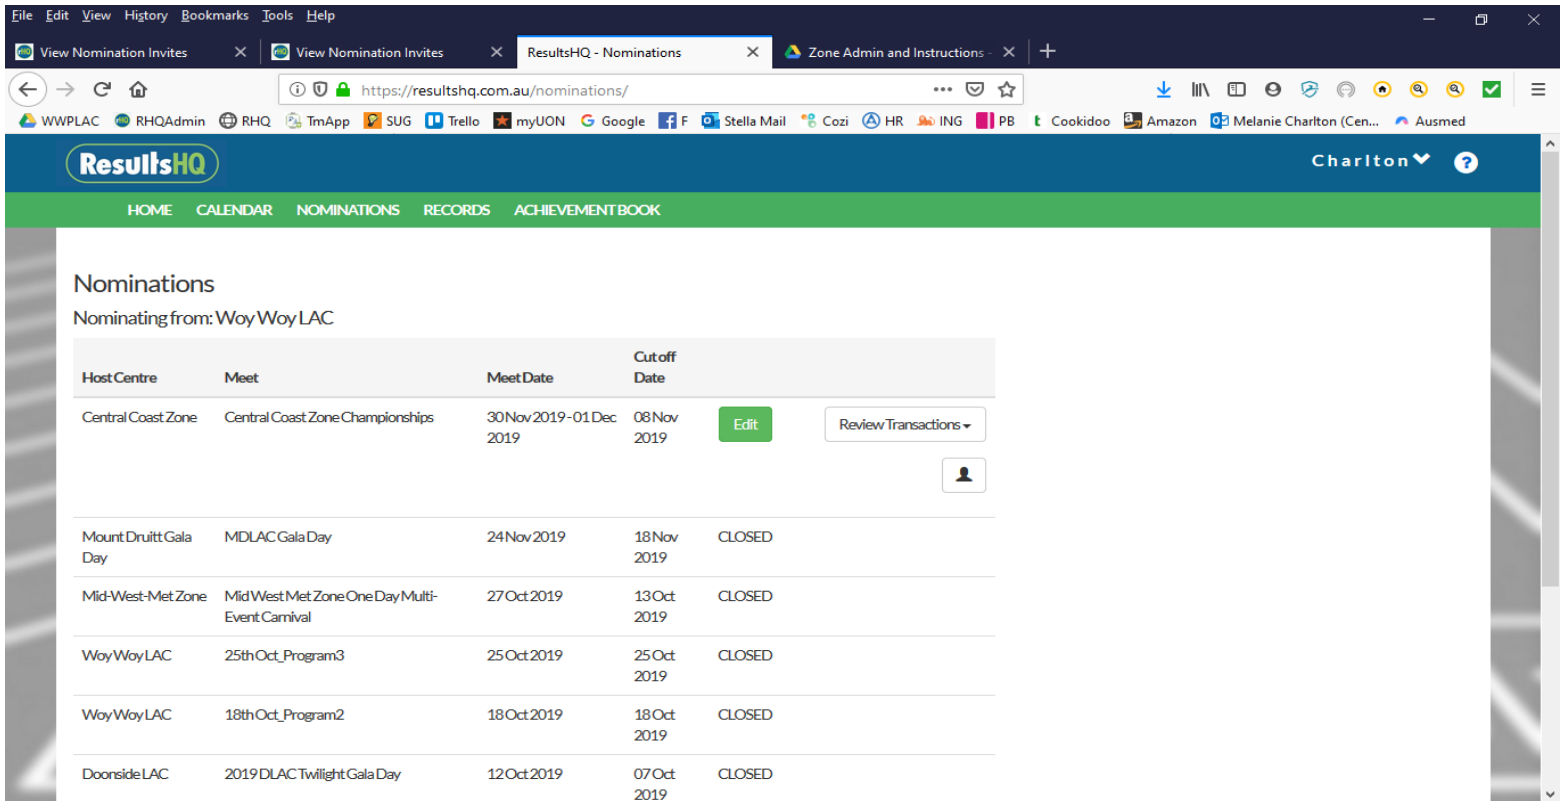 File Edit View History Bookmarks Tools Help
View Nomination Invites View Nomination Invites ResultsHQ - Nominations Zone Admin and Instructions -
https://resultshq.com.au/nominations/
WWPLAC RHQAdmin RHQ TmApp SUG Trello myUON Google F Stella Mail Cozi HR ING PB Cookidoo Amazon Melanie Charlton (Cen... Ausmed
ResultsHQ Charlton ?
HOME CALENDAR NOMINATIONS RECORDS ACHIEVEMENT BOOK
Nominations
Nominating from: Woy Woy LAC
Cut off
Host Centre Meet Meet Date Date
Central Coast Zone Central Coast Zone Championships 30 Nov 2019 - 01 Dec 08 Nov Edit Review Transactions
2019 2019
Mount Druitt Gala MDLAC Gala Day 24 Nov 2019 18 Nov CLOSED
Day 2019
Mid-West-Met Zone Mid West Met Zone One Day Multi- 27 Oct 2019 13 Oct CLOSED
Event Carnival 2019
Woy Woy LAC 25th Oct_Program3 25 Oct 2019 25 Oct CLOSED
2019
Woy Woy LAC 18th Oct_Program2 18 Oct 2019 18 Oct CLOSED
2019
Doonside LAC 2019 DLAC Twilight Gala Day 12 Oct 2019 07 Oct CLOSED
2019